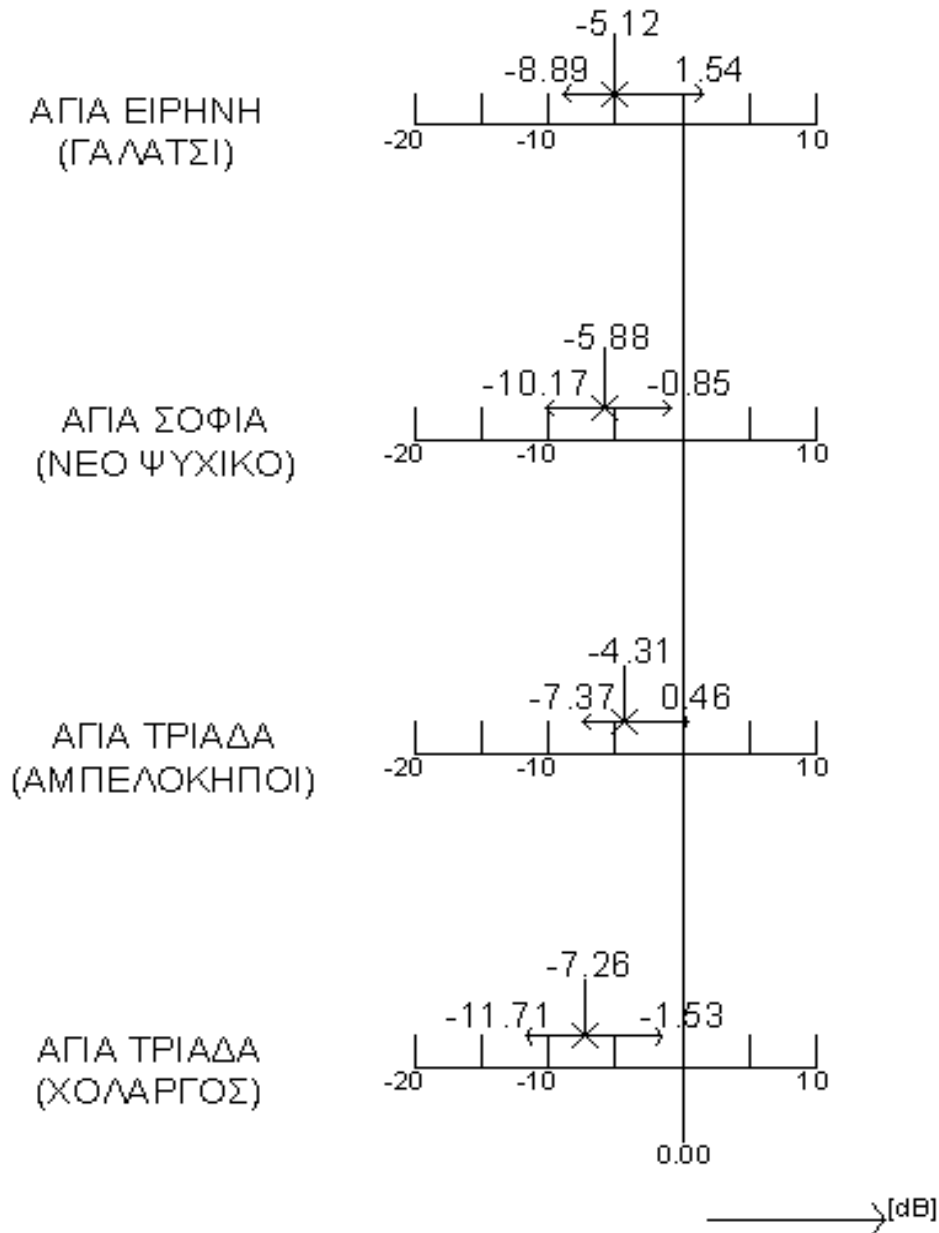 -5.12
-8.89 1.54
ΑΓΙΑ ΕΙΡΗΝΗ
(ΓΑΛΑΤΣΙ)
-20 -10 10
-5.88
-10.17 -0.85
ΑΓΙΑ ΣΟΦΙΑ
(ΝΕΟ ΨΥΧΙΚΟ)
-20 -10 10
-4.31
-7.37 0.46
ΑΓΙΑ ΤΡΙΑΔΑ
(ΑΜΠΕΛΟΚΗΠΟΙ)
-20 -10 10
-7.26
-11.71 -1.53
ΑΓΙΑ ΤΡΙΑΔΑ
(ΧΟΛΑΡΓΟΣ)
-20 -10 10
0.00
[dB]